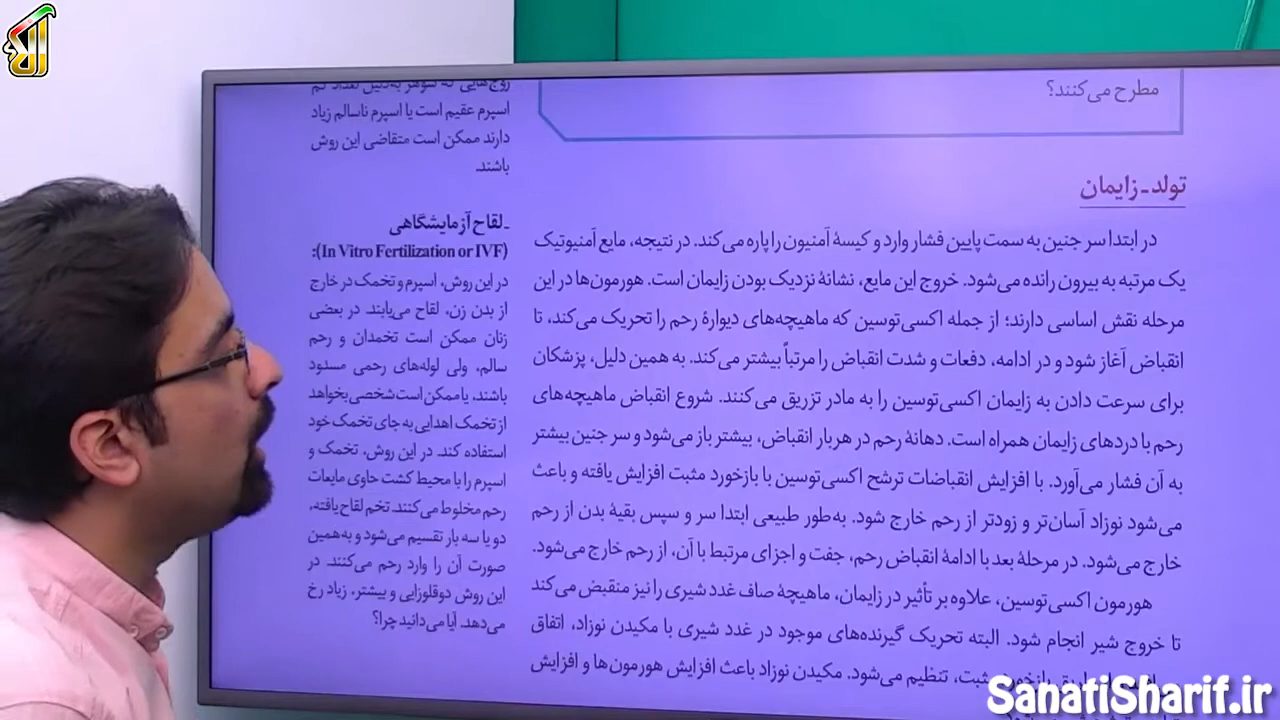 مطرح می‌کنند؟
تولد ـ زایمان
در ابتدا سر جنین به سمت پایین فشار وارد و کیسهٔ آمنیون را پاره می‌کند. در نتیجه، مایع آمنیوتیک
یک مرتبه به بیرون رانده می‌شود. خروج این مایع، نشانهٔ نزدیک بودن زایمان است. هورمون‌ها در این
مرحله نقش اساسی دارند؛ از جمله اکسی‌توسین که ماهیچه‌های دیوارهٔ رحم را تحریک می‌کند، تا
انقباض آغاز شود و در ادامه، دفعات و شدت انقباض را مرتباً بیشتر می‌کند. به همین دلیل، پزشکان
برای سرعت دادن به زایمان اکسی‌توسین را به مادر تزریق می‌کنند. شروع انقباض ماهیچه‌های
رحم با دردهای زایمان همراه است. دهانهٔ رحم در هربار انقباض، بیشتر باز می‌شود و سر جنین بیشتر
به آن فشار می‌آورد. با افزایش انقباضات ترشح اکسی‌توسین با بازخورد مثبت افزایش یافته و باعث
می‌شود نوزاد آسان‌تر و زودتر از رحم خارج شود. به‌طور طبیعی ابتدا سر و سپس بقیهٔ بدن از رحم
خارج می‌شود. در مرحلهٔ بعد با ادامهٔ انقباض رحم، جفت و اجزای مرتبط با آن، از رحم خارج می‌شود.
هورمون اکسی‌توسین، علاوه بر تأثیر در زایمان، ماهیچهٔ صاف غدد شیری را نیز منقبض می‌کند
تا خروج شیر انجام شود. البته تحریک گیرنده‌های موجود در غدد شیری با مکیدن نوزاد، اتفاق
مثبت، تنظیم می‌شود. مکیدن نوزاد باعث افزایش هورمون‌ها و افزایش
اسپرم عقیم است یا اسپرم ناسالم زیاد
دارند ممکن است متقاضی این روش
باشند.
ـ لقاح آزمایشگاهی
(In Vitro Fertilization or IVF):
در این روش، اسپرم و تخمک در خارج
از بدن زن، لقاح می‌یابند. در بعضی
زنان ممکن است تخمدان و رحم
سالم، ولی لوله‌های رحمی مسدود
باشند، یا ممکن است شخصی بخواهد
از تخمک اهدایی به جای تخمک خود
استفاده کند. در این روش، تخمک و
اسپرم را با محیط کشت حاوی مایعات
رحم مخلوط می‌کنند. تخم لقاح یافته،
دو یا سه بار تقسیم می‌شود و به همین
صورت آن را وارد رحم می‌کنند. در
این روش دوقلوزایی و بیشتر، زیاد رخ
می‌دهد. آیا می‌دانید چرا؟
SanatiSharif.ir